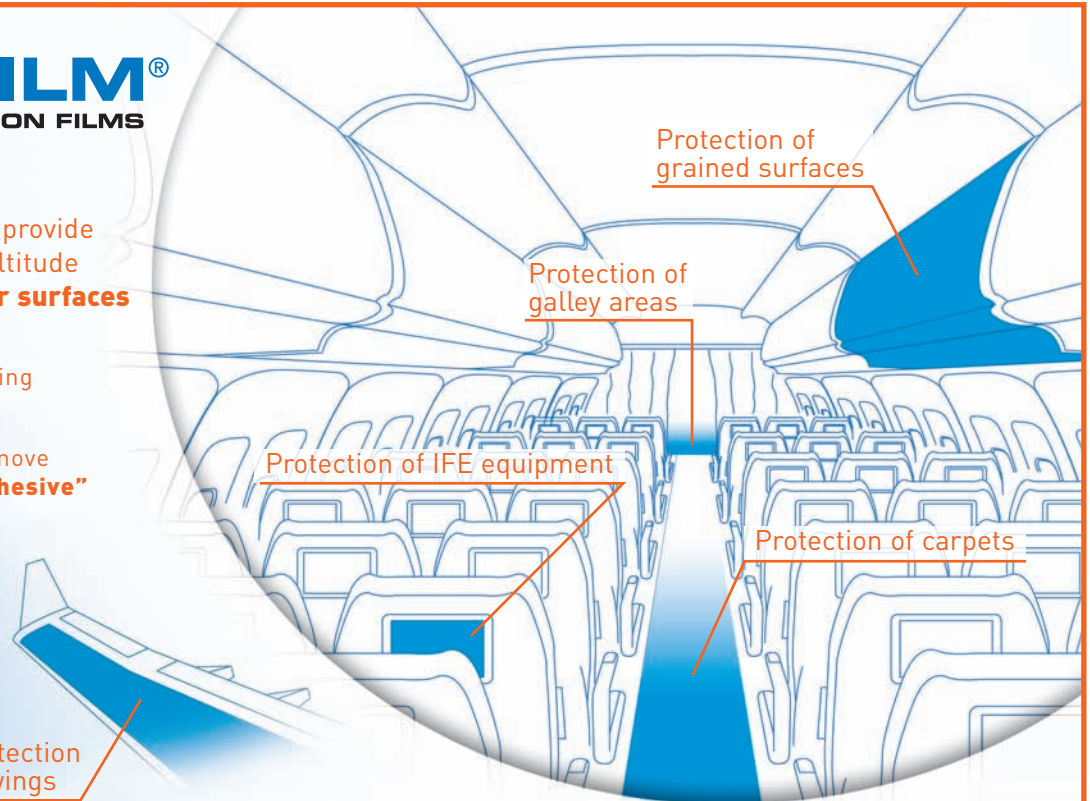 ILM®
ON FILMS
provide
ltitude
r surfaces
ing
nove
hesive”
Protection of
grained surfaces
Protection of
galley areas
Protection of IFE equipment
Protection of carpets
tection
wings